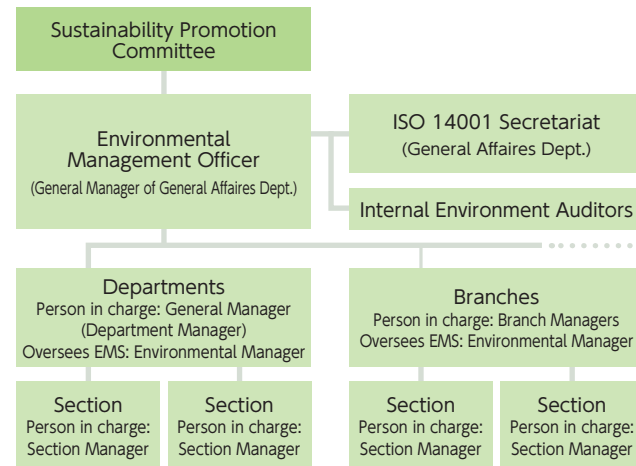 Sustainability Promotion
Committee
Environmental
Management Officer
(General Manager of General Affaires Dept.)
ISO 14001 Secretariat
(General Affaires Dept.)
Internal Environment Auditors
Departments
Person in charge: General Manager
(Department Manager)
Oversees EMS: Environmental Manager
Branches
Person in charge: Branch Managers
Oversees EMS: Environmental Manager
Section
Person in charge:
Section Manager
Section
Person in charge:
Section Manager
Section
Person in charge:
Section Manager
Section
Person in charge:
Section Manager